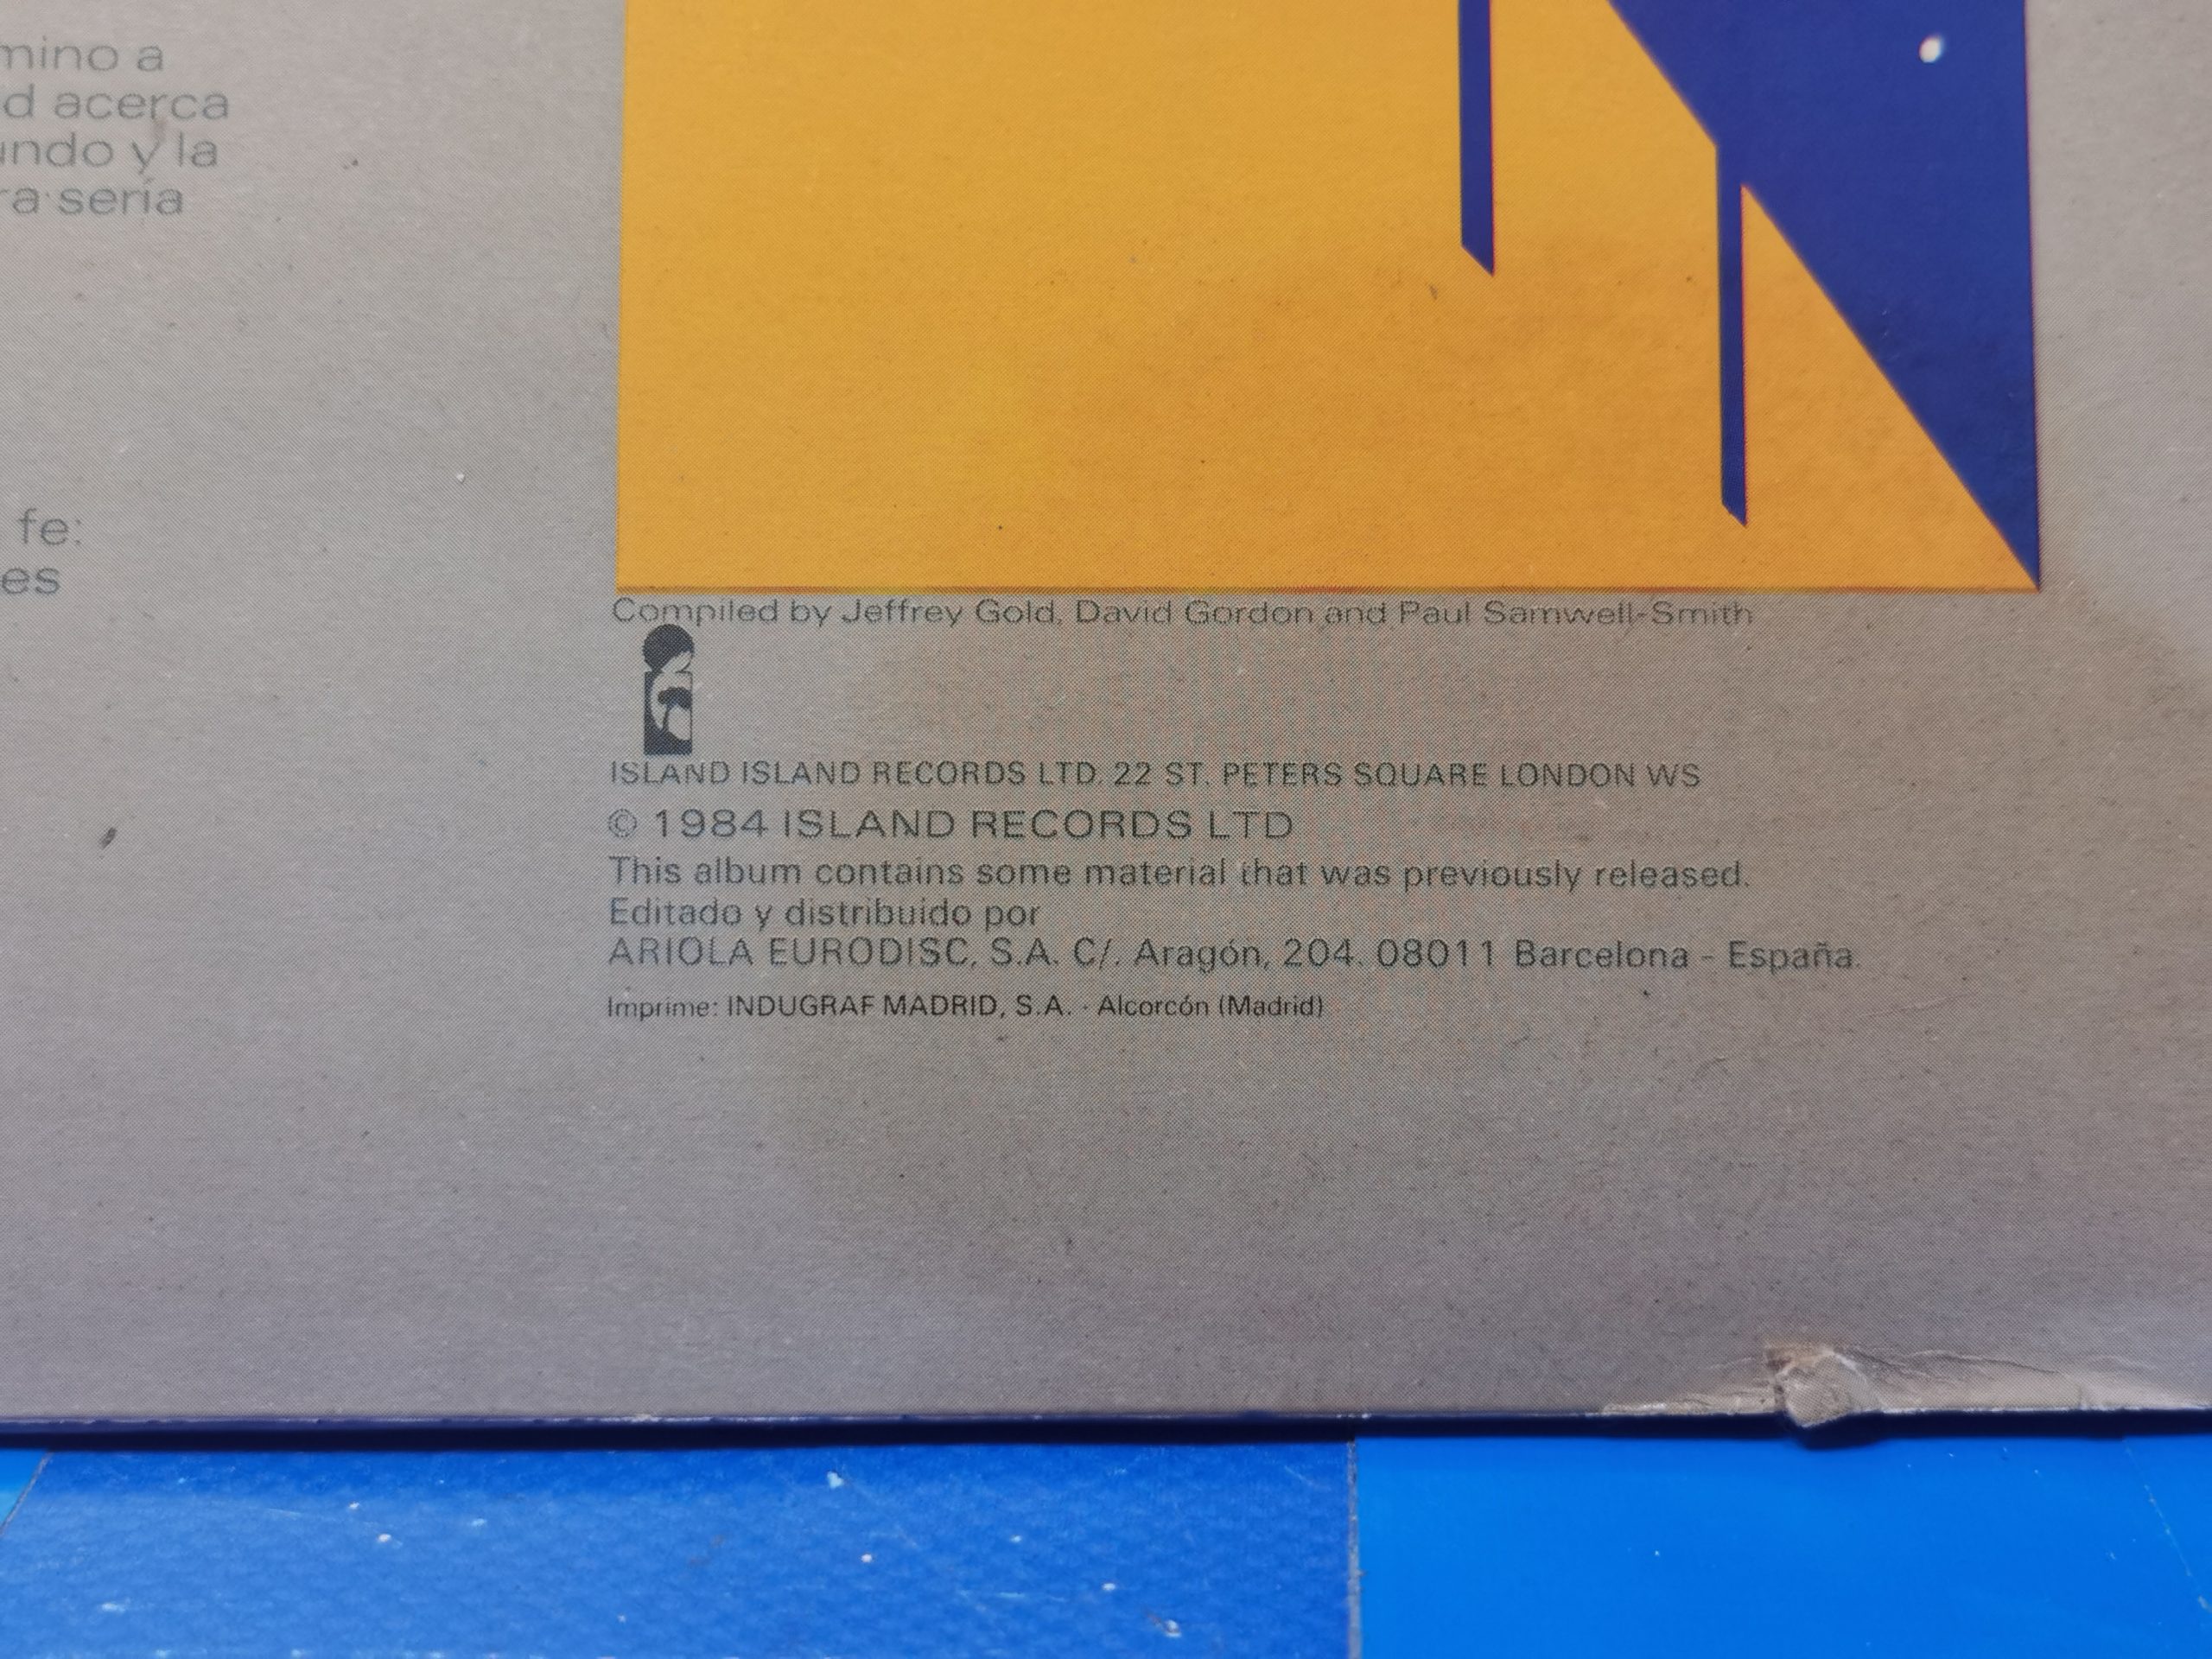 mino a
d acerca
undo y la
ra sería
fe:
es
Compiled by Jeffrey Gold, David Gordon and Paul Samwell-Smith
ISLAND ISLAND RECORDS LTD. 22 ST. PETERS SQUARE LONDON WS
© 1984 ISLAND RECORDS LTD
This album contains some material that was previously released.
Editado y distribuido por
ARIOLA EURODISC, S.A. C/. Aragón, 204. 08011 Barcelona - España.
Imprime: INDUGRAF MADRID, S.A. · Alcorcón (Madrid)